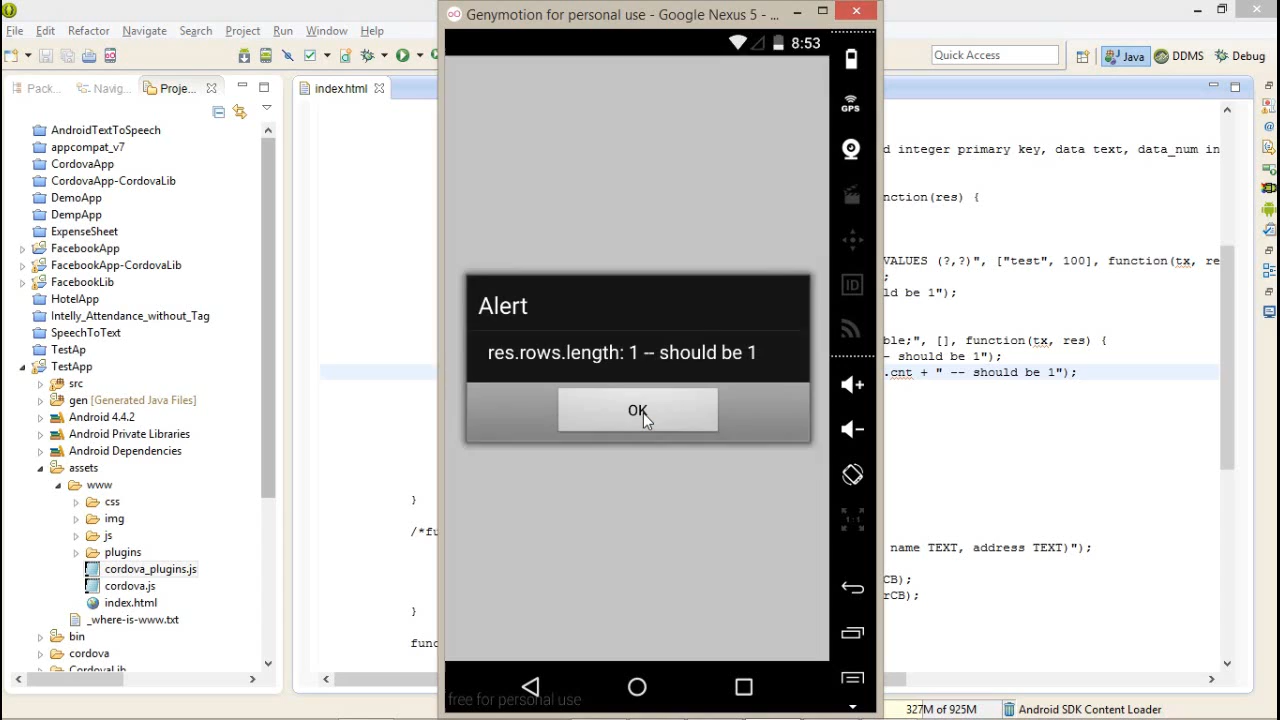 Genymotion for personal use - Google Nexus 5 - ...
File Edit Refactor Navigate Search Project Run Window Help
8:53
Quick Access
Java
DDMS
Debug
Pack...
Navig...
Proje...
index.html
GPS
AndroidTextToSpeech
appcompat_v7
CordovaApp
CordovaApp-CordovaLib
DemoApp
DempApp
ExpenseSheet
FacebookApp
FacebookApp-CordovaLib
FacebookLib
HotelApp
Intelly_Attendance_without_Tag
SpeechToText
TestAp
TestApp
src
gen [Generated Java Files]
Android 4.4.2
Android Private Libraries
Android Dependencies
assets
www
css
img
js
plugins
cordova_plugins.js
cordova.js
index.html
_where-is-www.txt
bin
cordova
CordovaLib
Alert
res.rows.length: 1 -- should be 1
OK
d integer primary key, data text, data_num in
nction(res) {
VALUES (?,?)", ["test", 100], function(tx, re
;
uld be 1");
ble;", [], function(tx, res) {
- should be 1");
.cnt + " -- should be 1");
}
/*fu
name TEXT, address TEXT)");
CB);
rCB);
}
func
ID
1:1
free for personal use
327M of 925M
Android SDK Content Loader